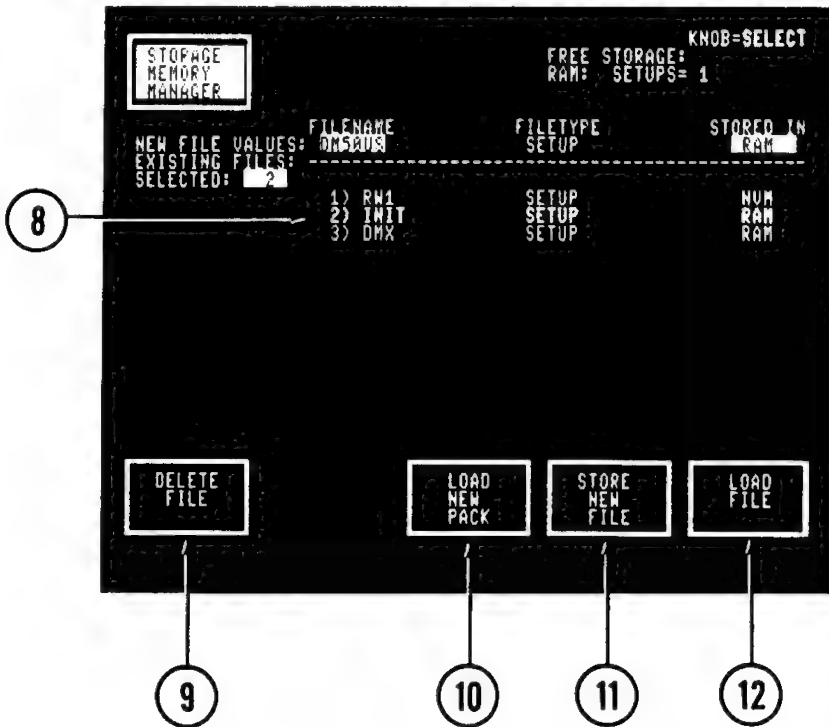 KNOB=SELECT
STORAGE
MEMORY
MANAGER
FREE STORAGE:
RAM: SETUPS= 1
FILENAME FILETYPE STORED IN
NEW FILE VALUES: SETUP RAM
EXISTING FILES:
SELECTED: 2
1) RW1 SETUP NVM
2) INIT SETUP RAM
3) DMX SETUP RAM
8
DELETE
FILE
LOAD
NEW
PACK
STORE
NEW
FILE
LOAD
FILE
9 10 11 12